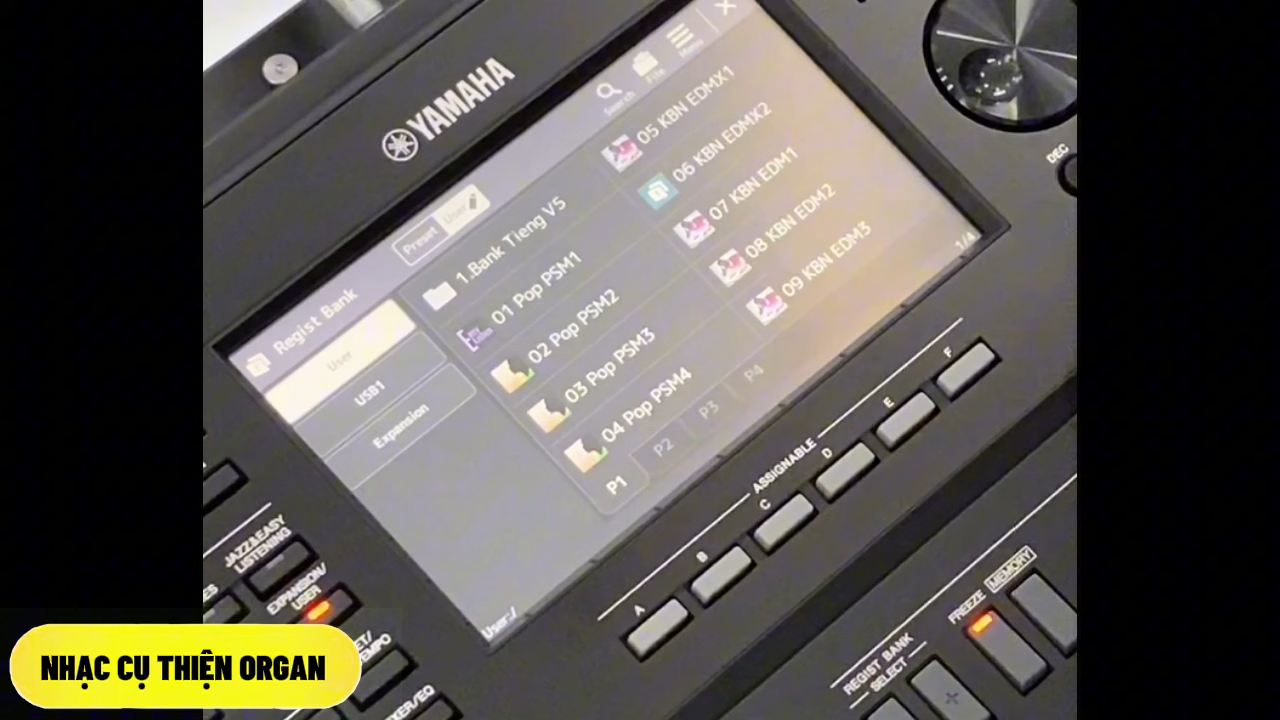 YAMAHA
Search
File
Menu
Regist Bank
Preset
User
User
USB1
Expansion
1.Bank Tieng V5
01 Pop PSM1
02 Pop PSM2
03 Pop PSM3
04 Pop PSM4
05 KBN EDMX1
06 KBN EDMX2
07 KBN EDM1
08 KBN EDM2
09 KBN EDM3
P1
P2
P3
P4
1/4
User:/
DEC
ASSIGNABLE
A
B
C
D
E
F
JAZZ&EASY
LISTENING
EXPANSION/
USER
FREEZE
MEMORY
REGIST BANK
SELECT
+
NHẠC CỤ THIỆN ORGAN